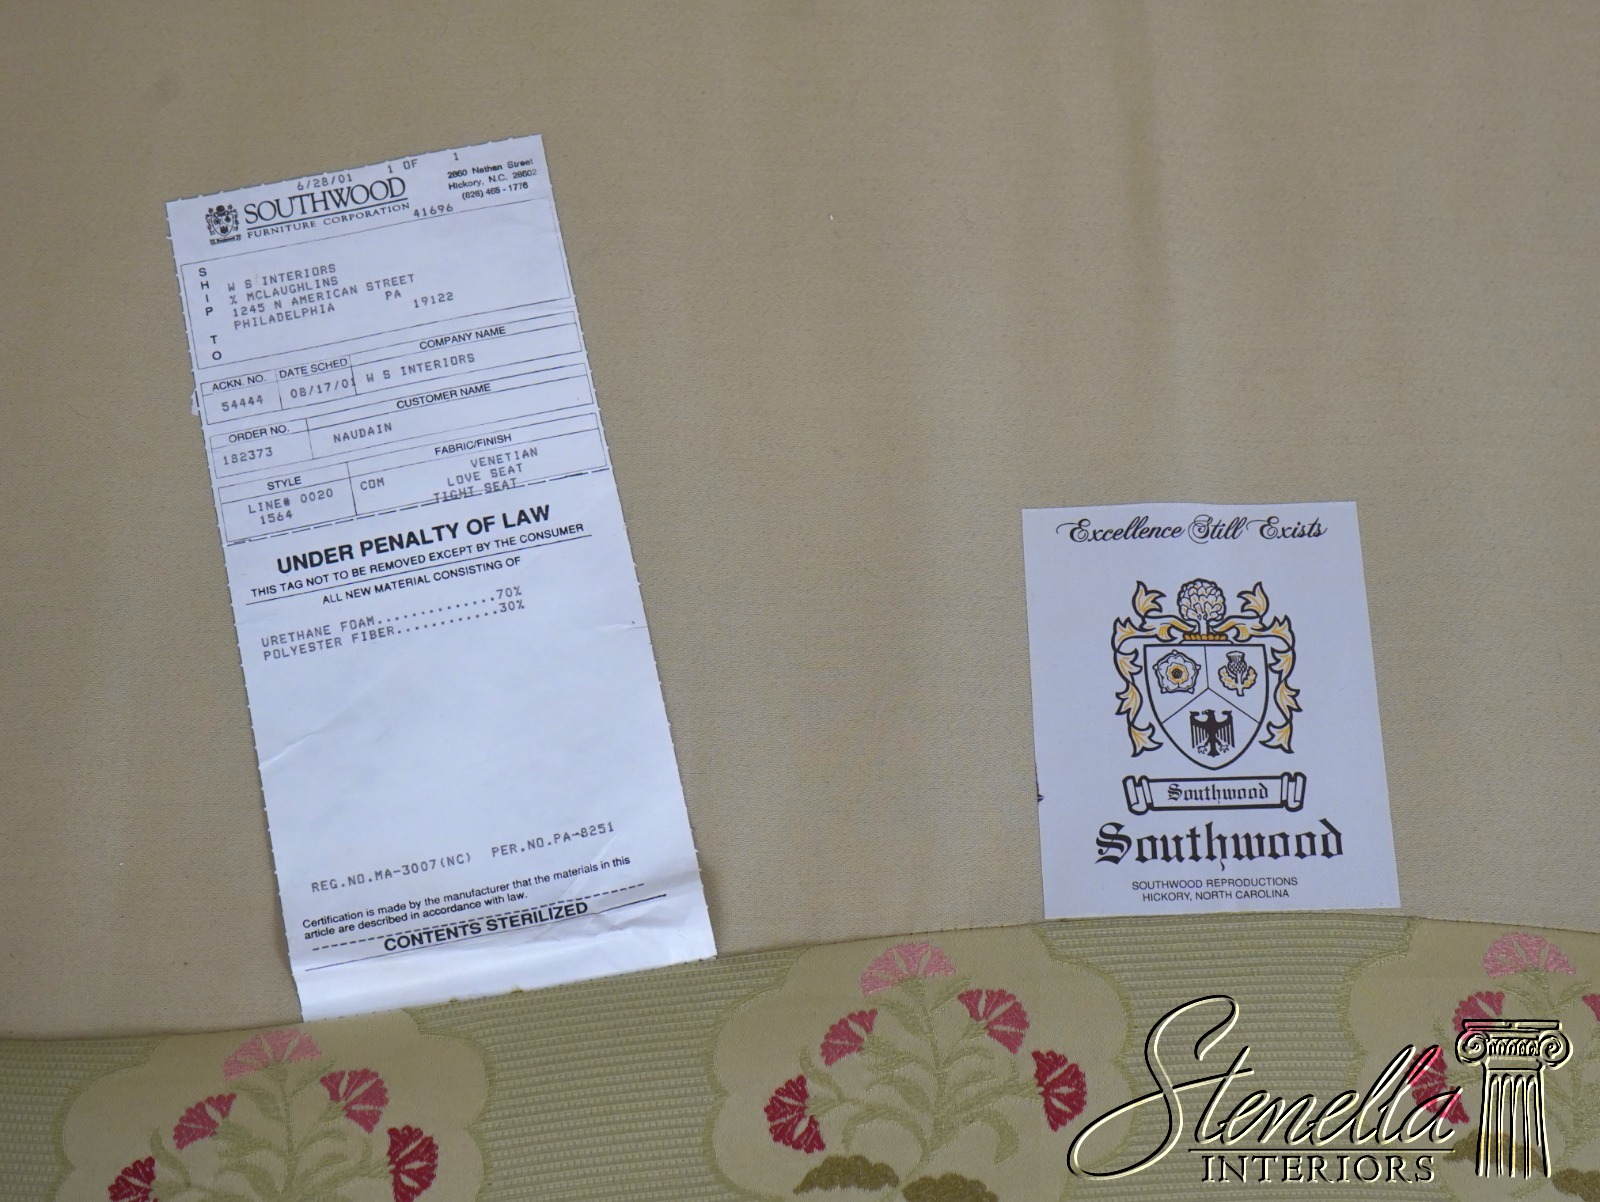 6/28/01 1 OF 1
SOUTHWOOD
FURNITURE CORPORATION
2860 Nathan Street
Hickory, N.C. 28602
(828) 465-1776
41696
SHIP TO
W S INTERIORS
% MCLAUGHLINS
1245 N AMERICAN STREET
PHILADELPHIA PA 19122
ACKN. NO. DATE SCHED COMPANY NAME
54444 08/17/01 W S INTERIORS
ORDER NO. CUSTOMER NAME
182373 NAUDAIN
STYLE FABRIC/FINISH
LINE# 0020 COM VENETIAN
1564 LOVE SEAT
TIGHT SEAT
UNDER PENALTY OF LAW
THIS TAG NOT TO BE REMOVED EXCEPT BY THE CONSUMER
ALL NEW MATERIAL CONSISTING OF
URETHANE FOAM.............70%
POLYESTER FIBER............30%
REG.NO.MA-3007(NC) PER.NO.PA-8251
Certification is made by the manufacturer that the materials in this
article are described in accordance with law.
CONTENTS STERILIZED
Excellence Still Exists
Southwood
Southwood
SOUTHWOOD REPRODUCTIONS
HICKORY, NORTH CAROLINA
Stenella
INTERIORS